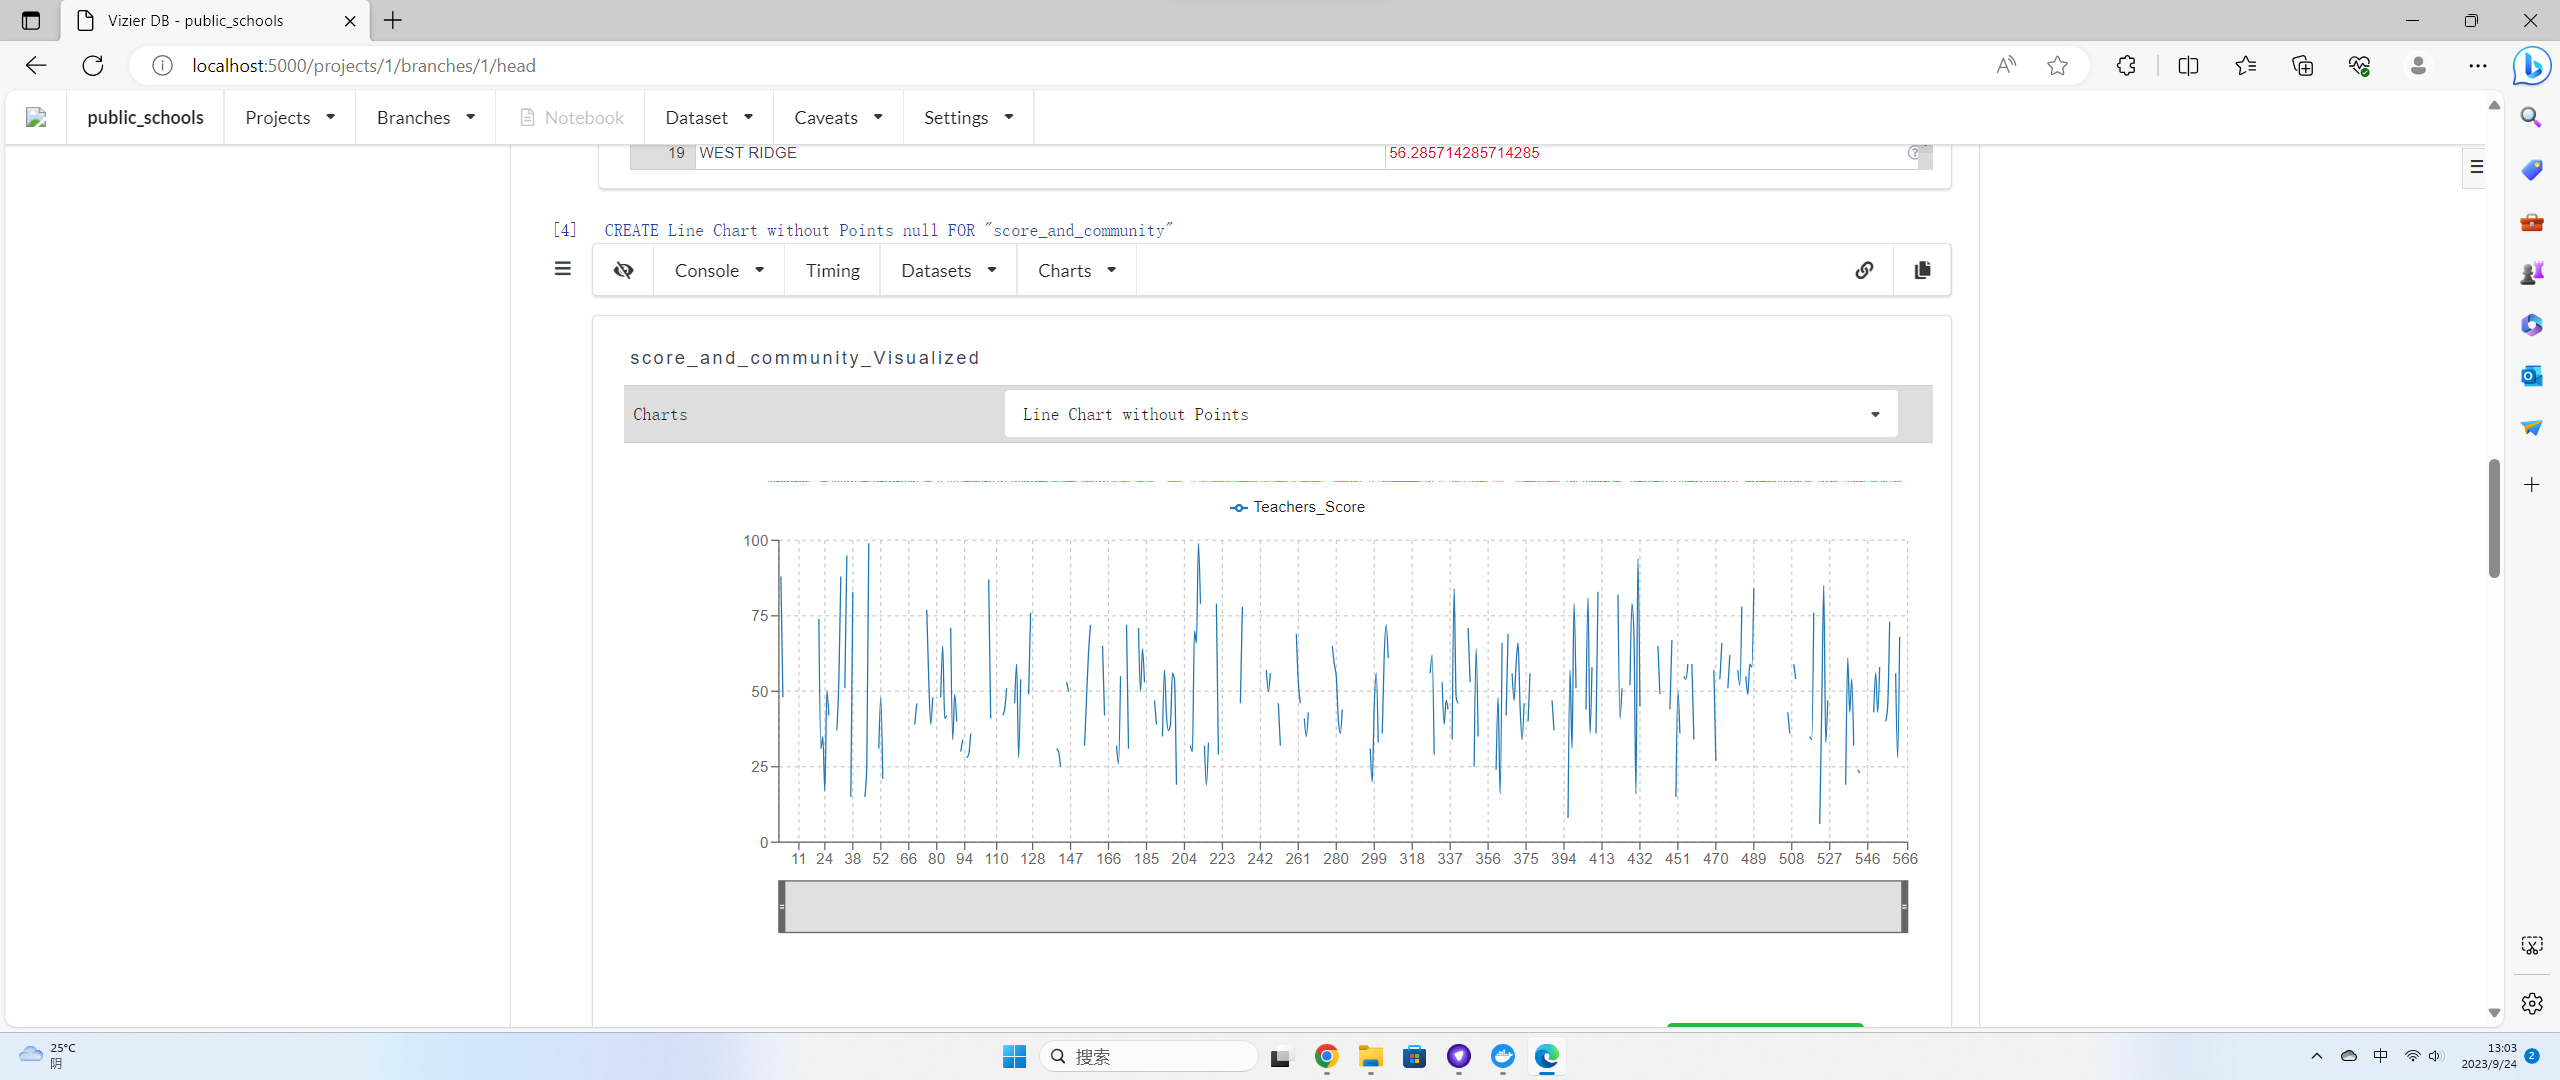 Vizier DB - public_schools
localhost:5000/projects/1/branches/1/head
public_schools Projects Branches Notebook Dataset Caveats Settings
19 WEST RIDGE 56.285714285714285
[4] CREATE Line Chart without Points null FOR "score_and_community"
Console Timing Datasets Charts
score_and_community_Visualized
Charts Line Chart without Points
Teachers_Score
100
75
50
25
0
11 24 38 52 66 80 94 110 128 147 166 185 204 223 242 261 280 299 318 337 356 375 394 413 432 451 470 489 508 527 546 566
25°C
阴
搜索
中
13:03
2023/9/24
2